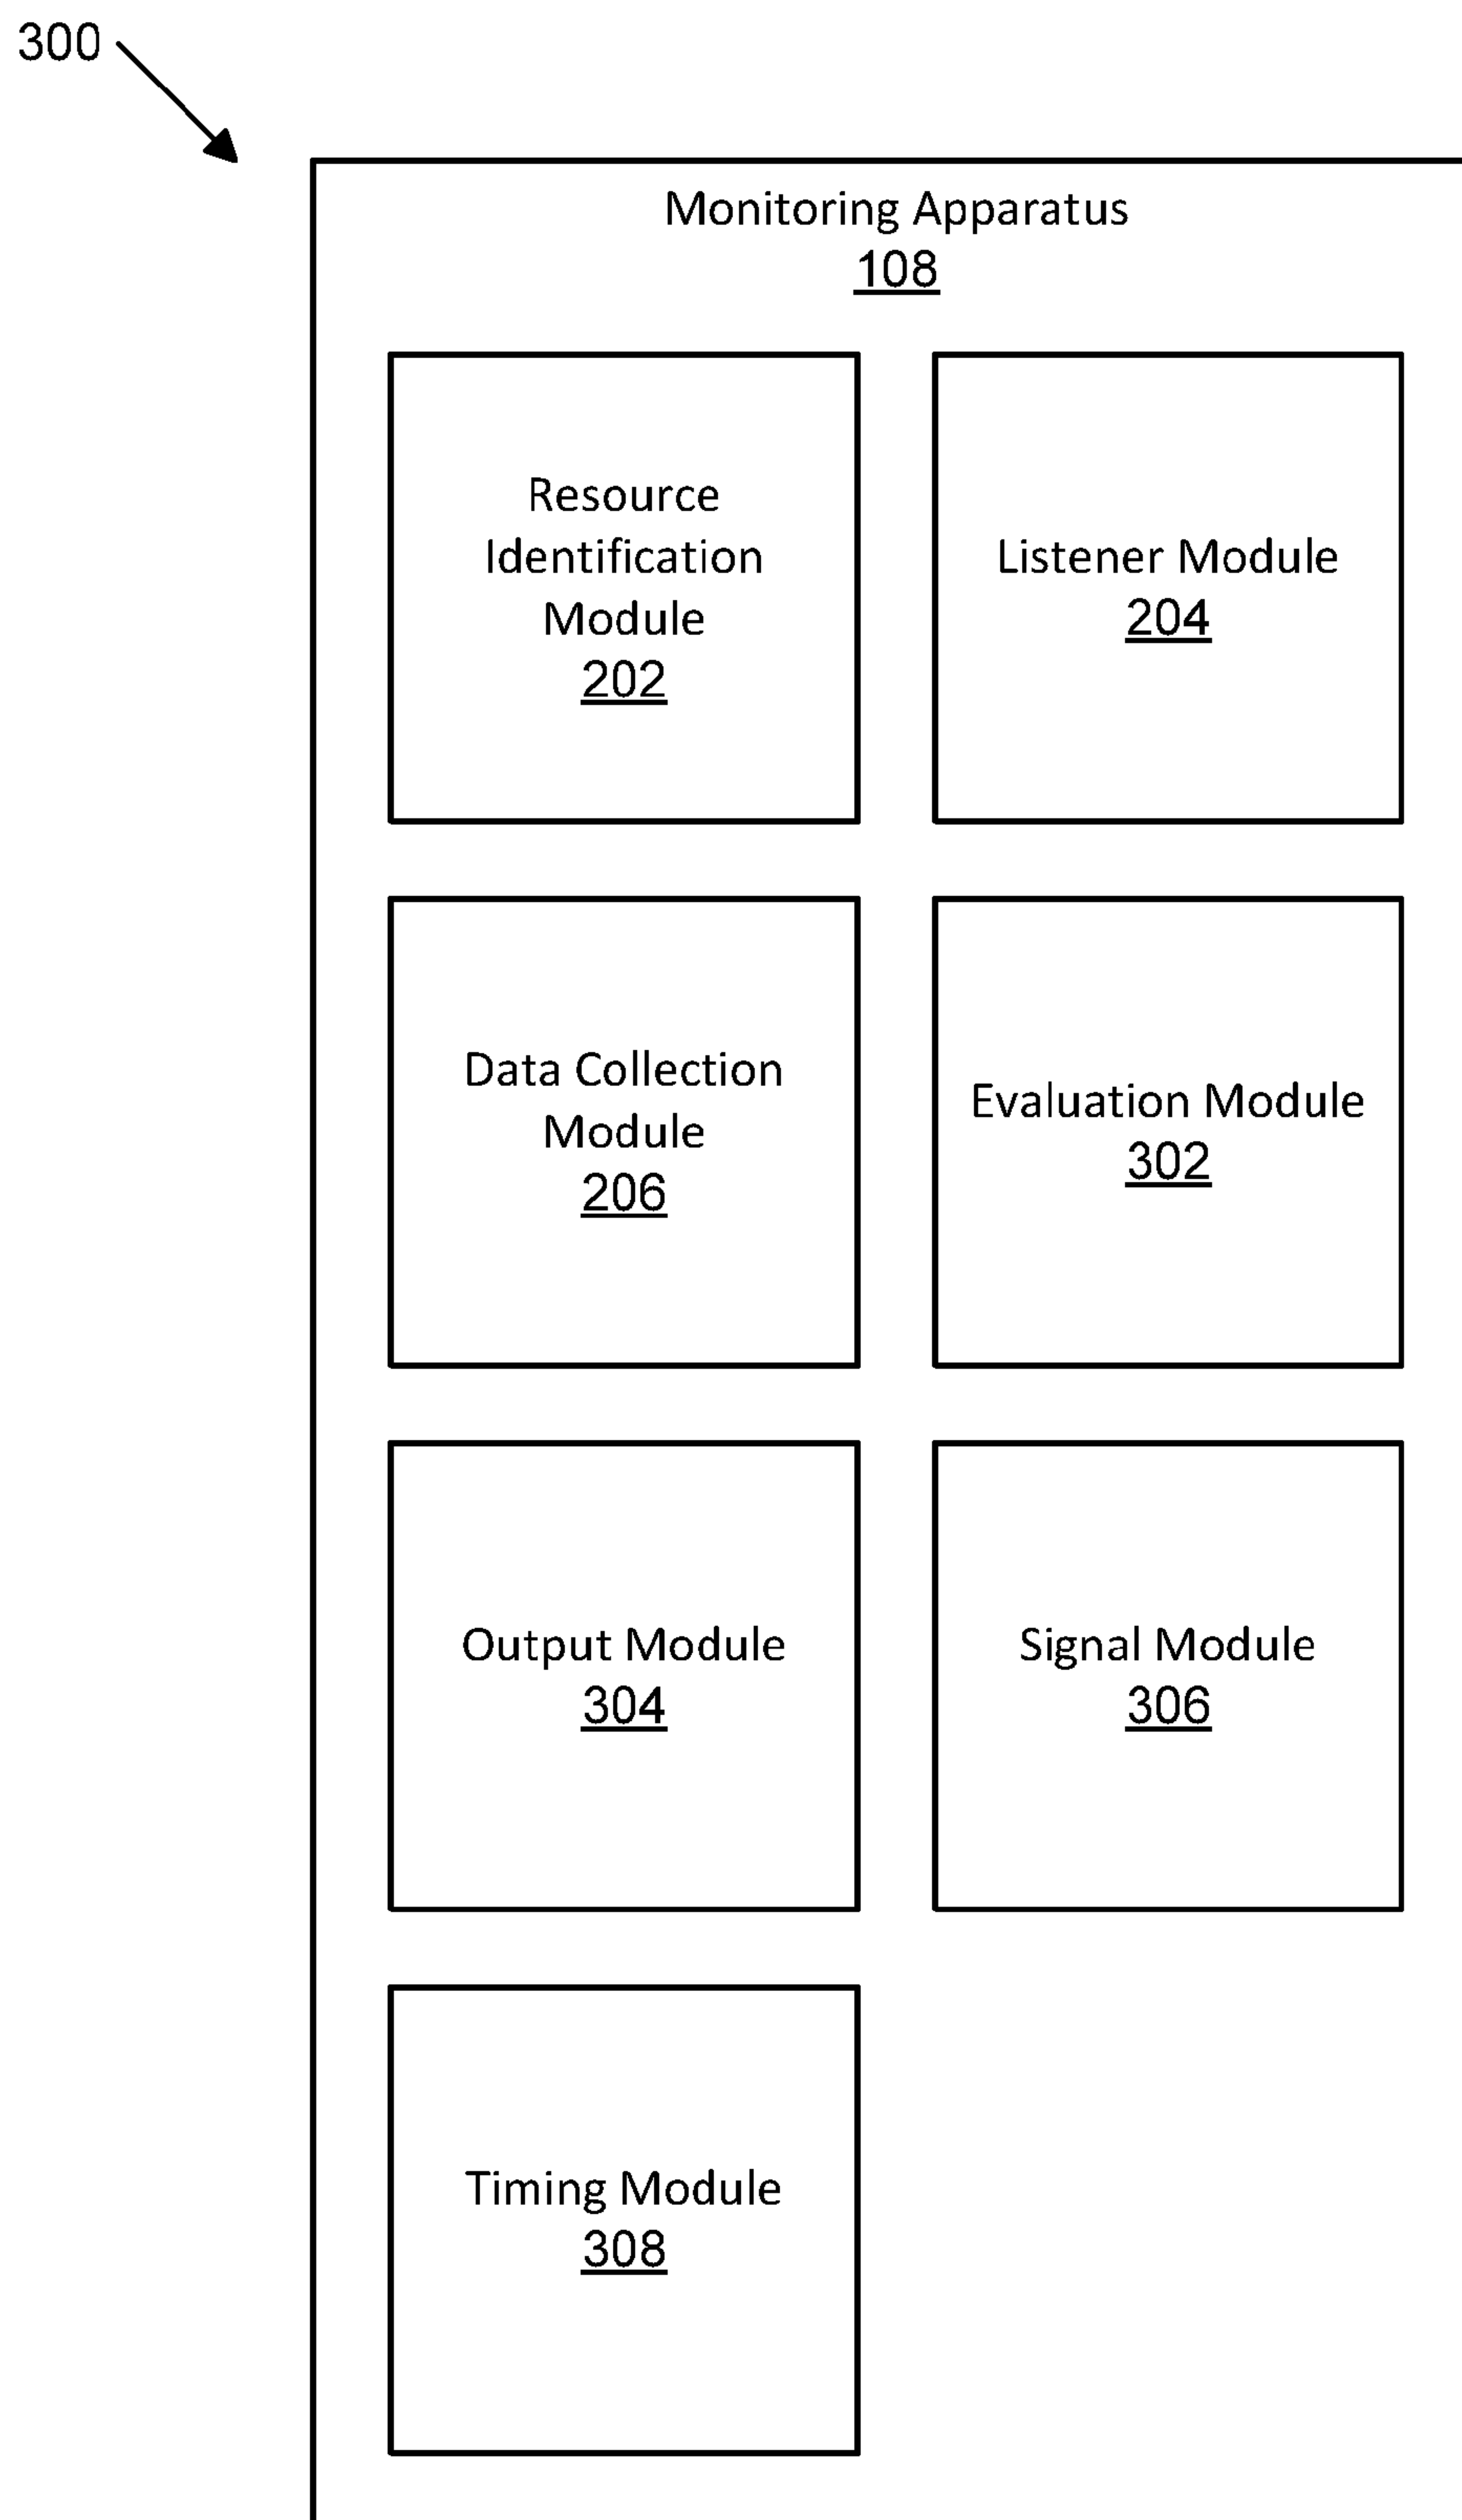 300
Monitoring Apparatus
108
Resource
Identification
Module
202
Listener Module
204
Data Collection
Module
206
Evaluation Module
302
Output Module
304
Signal Module
306
Timing Module
308